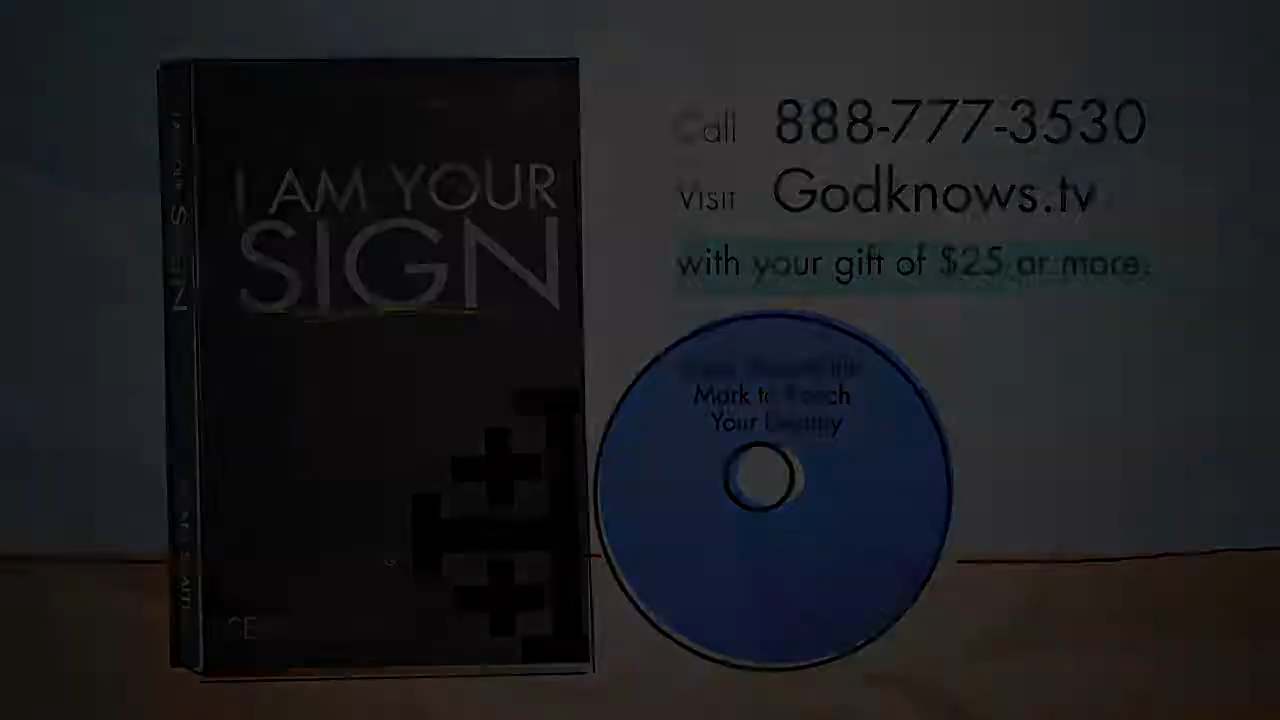 I AM YOUR
SIGN
Call 888-777-3530
Visit Godknows.tv
with your gift of $25 or more.
Mark to Reach
Your Destiny